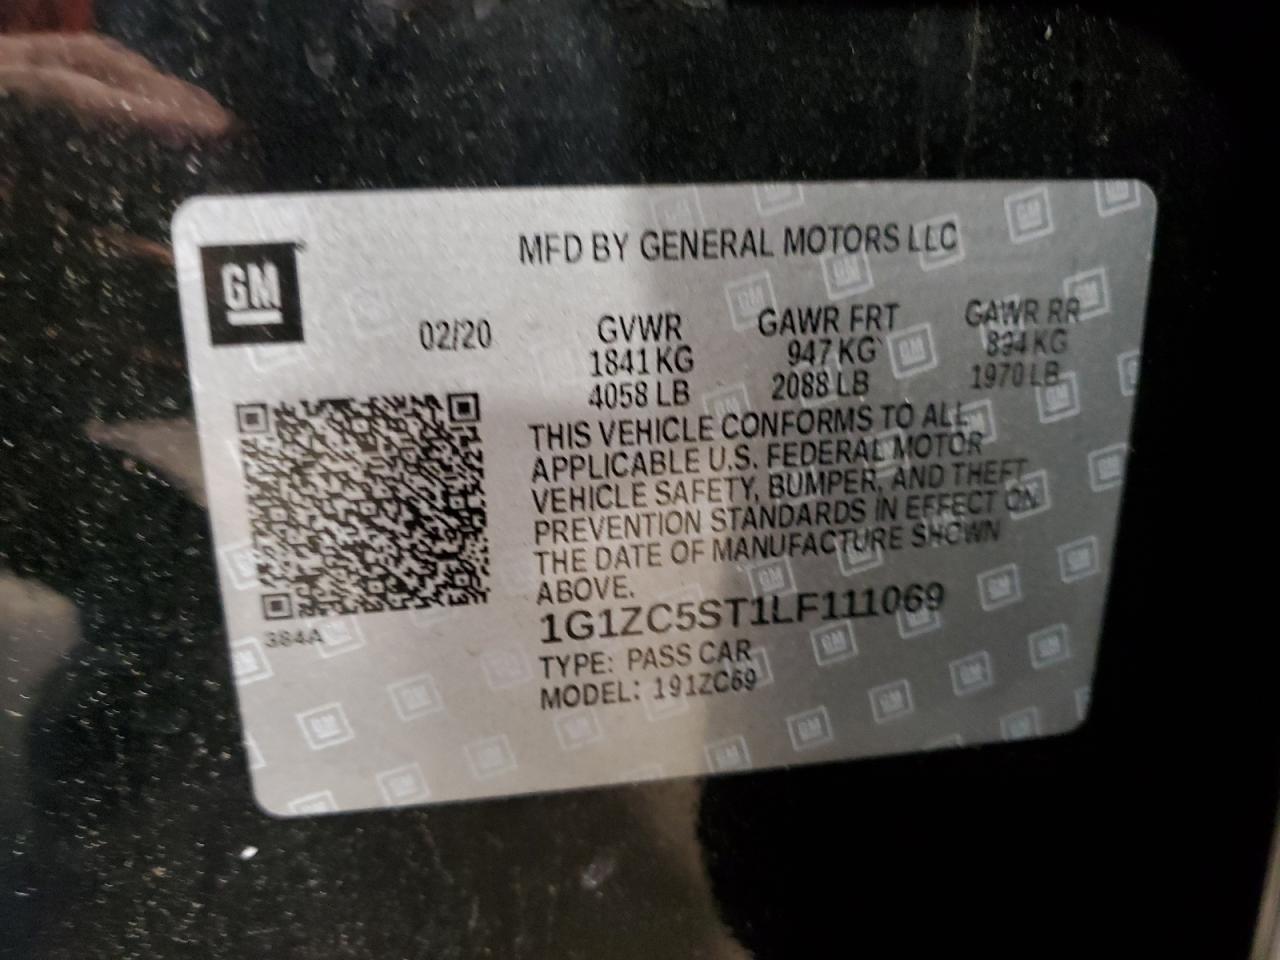 GM
MFD BY GENERAL MOTORS LLC
02/20
GVWR
1841 KG
4058 LB
GAWR FRT
947 KG
2088 LB
GAWR RR
894 KG
1970 LB
THIS VEHICLE CONFORMS TO ALL
APPLICABLE U.S. FEDERAL MOTOR
VEHICLE SAFETY, BUMPER, AND THEFT
PREVENTION STANDARDS IN EFFECT ON
THE DATE OF MANUFACTURE SHOWN
ABOVE.
1G1ZC5ST1LF111069
TYPE: PASS CAR
MODEL: 191ZC69
384A